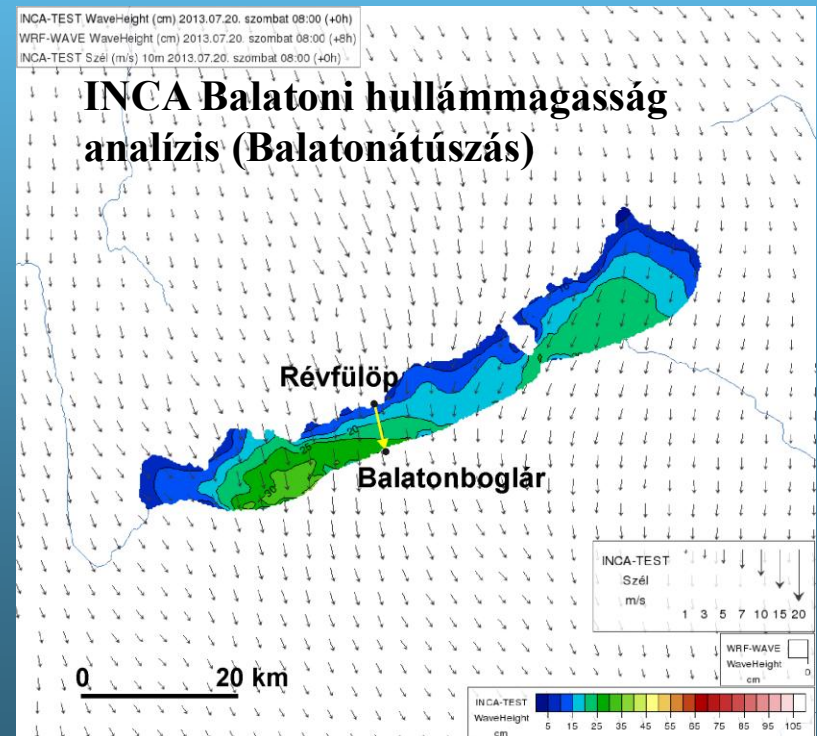 INCA-TEST WaveHeight (cm) 2013.07.20. szombat 08:00 (+0h)
WRF-WAVE WaveHeight (cm) 2013.07.20. szombat 08:00 (+8h)
INCA-TEST Szél (m/s) 10m 2013.07.20. szombat 08:00 (+0h)
INCA Balatoni hullámmagasság
analízis (Balatonátúszás)
Révfülöp
20
Balatonboglár
30
INCA-TEST
Szél
m/s
1 3 5 7 10 15 20
WRF-WAVE
WaveHeight
cm
0
0 20 km
INCA-TEST
WaveHeight
cm
5 15 25 35 45 55 65 75 85 95 105